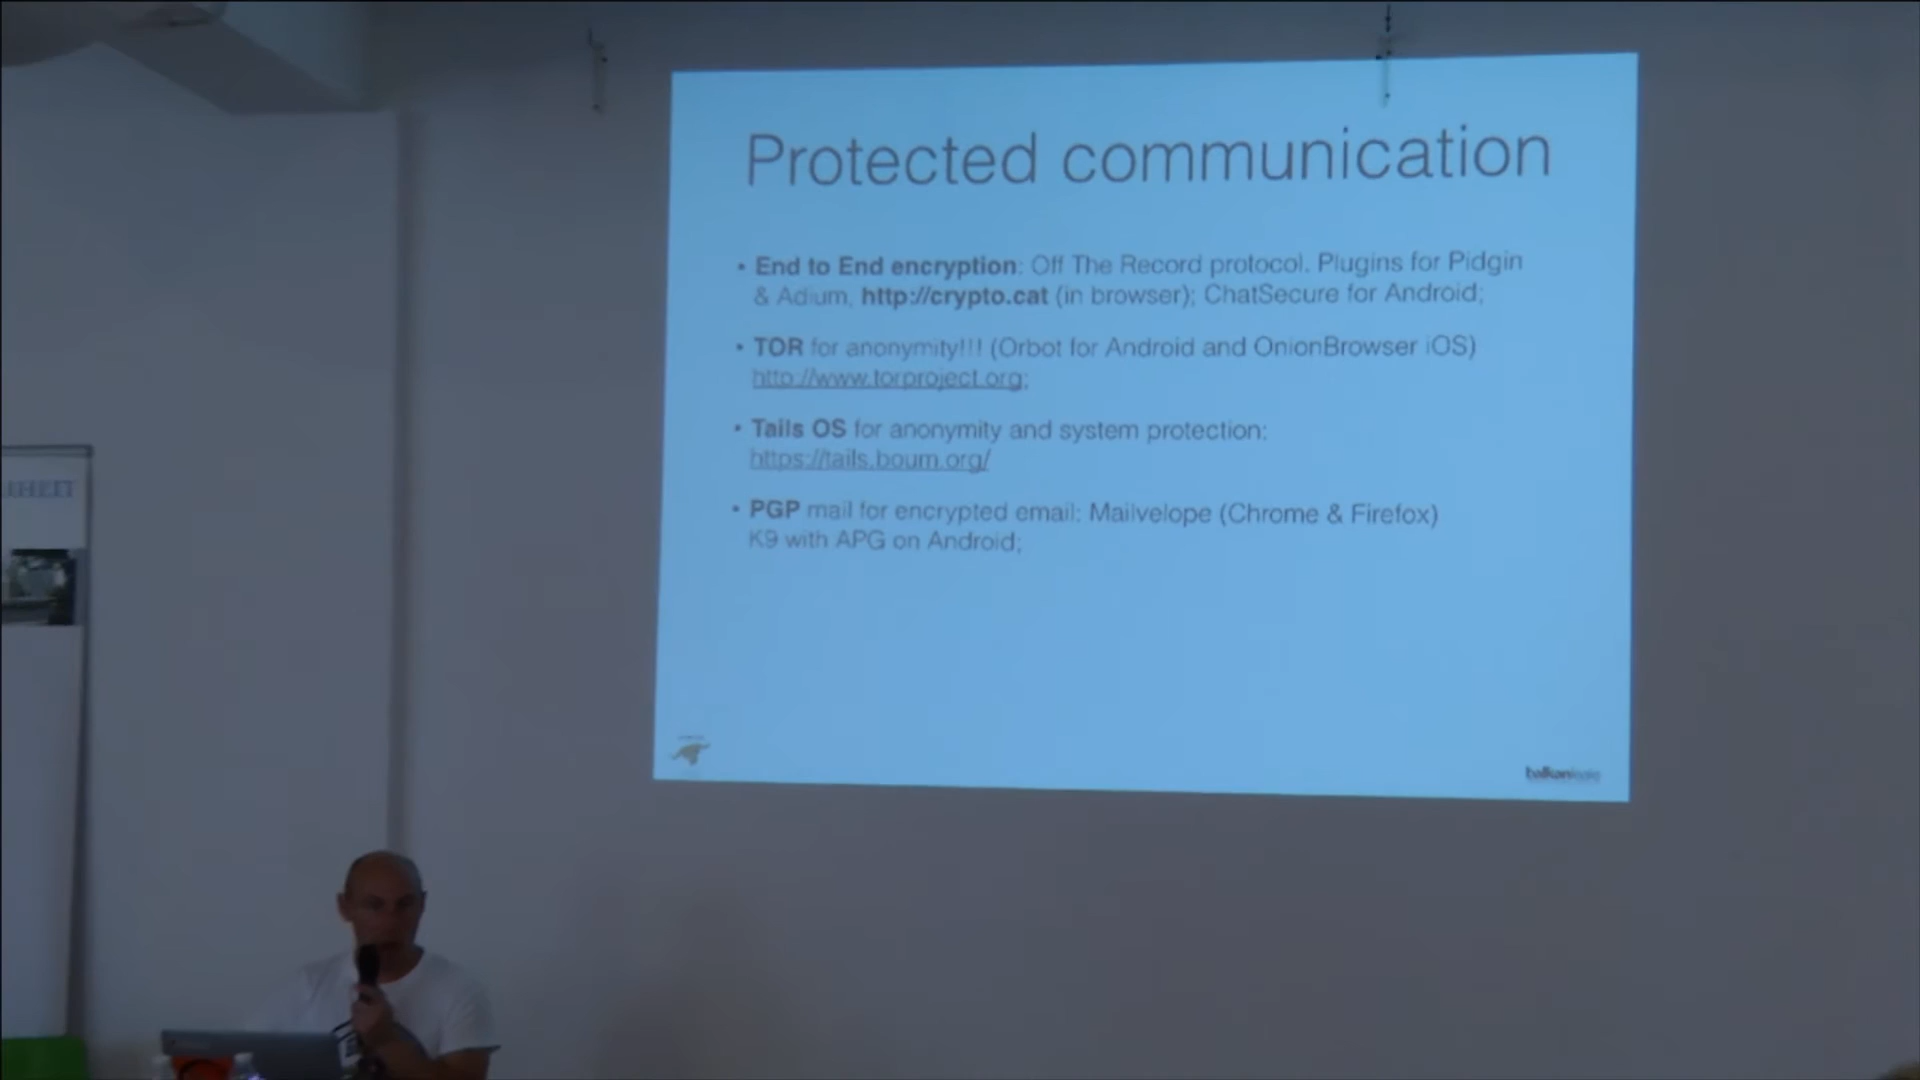 Protected communication
• End to End encryption: Off The Record protocol. Plugins for Pidgin
& Adium, http://crypto.cat (in browser); ChatSecure for Android;
• TOR for anonymity!!! (Orbot for Android and OnionBrowser iOS)
http://www.torproject.org;
• Tails OS for anonymity and system protection:
https://tails.boum.org/
• PGP mail for encrypted email: Mailvelope (Chrome & Firefox)
K9 with APG on Android;
balkanleaks